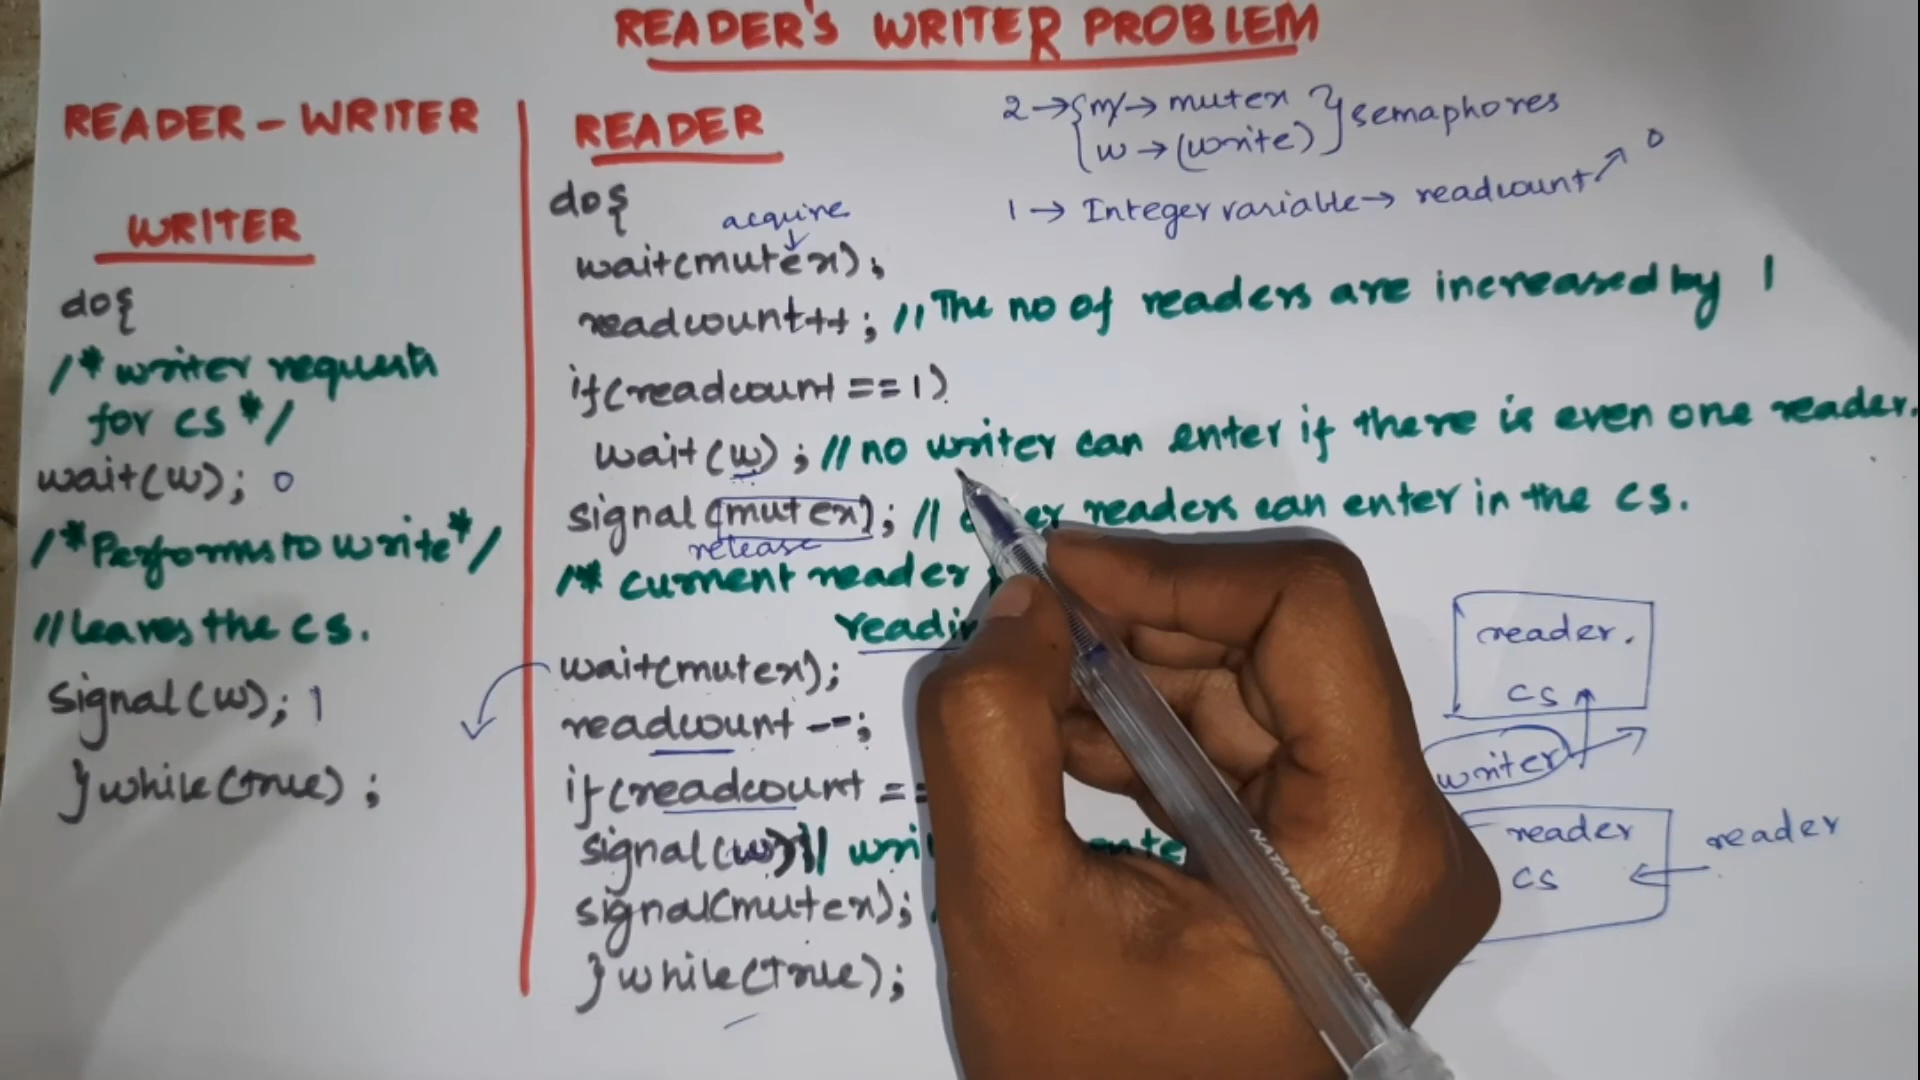 READER'S WRITER PROBLEM
READER - WRITER
WRITER
do{
/* writer requests
for CS */
wait(w); 0
/* Performs to write */
// leaves the CS.
signal(w); 1
} while(true);
READER
do{
acquire
wait(mutex);
readcount++; // The no of readers are increased by 1
if(readcount == 1)
wait(w); // no writer can enter if there is even one reader.
signal(mutex); // readers can enter in the CS.
release
/* current reader
wait(mutex);
readcount --;
if(readcount ==
signal(w) //
signal(mutex);
} while(true);
2 → { m → mutex } semaphores
w → (write)
1 → Integer variable → readcount → 0
reader.
CS
writer
reader
CS ← reader
NATARAJ GOLD